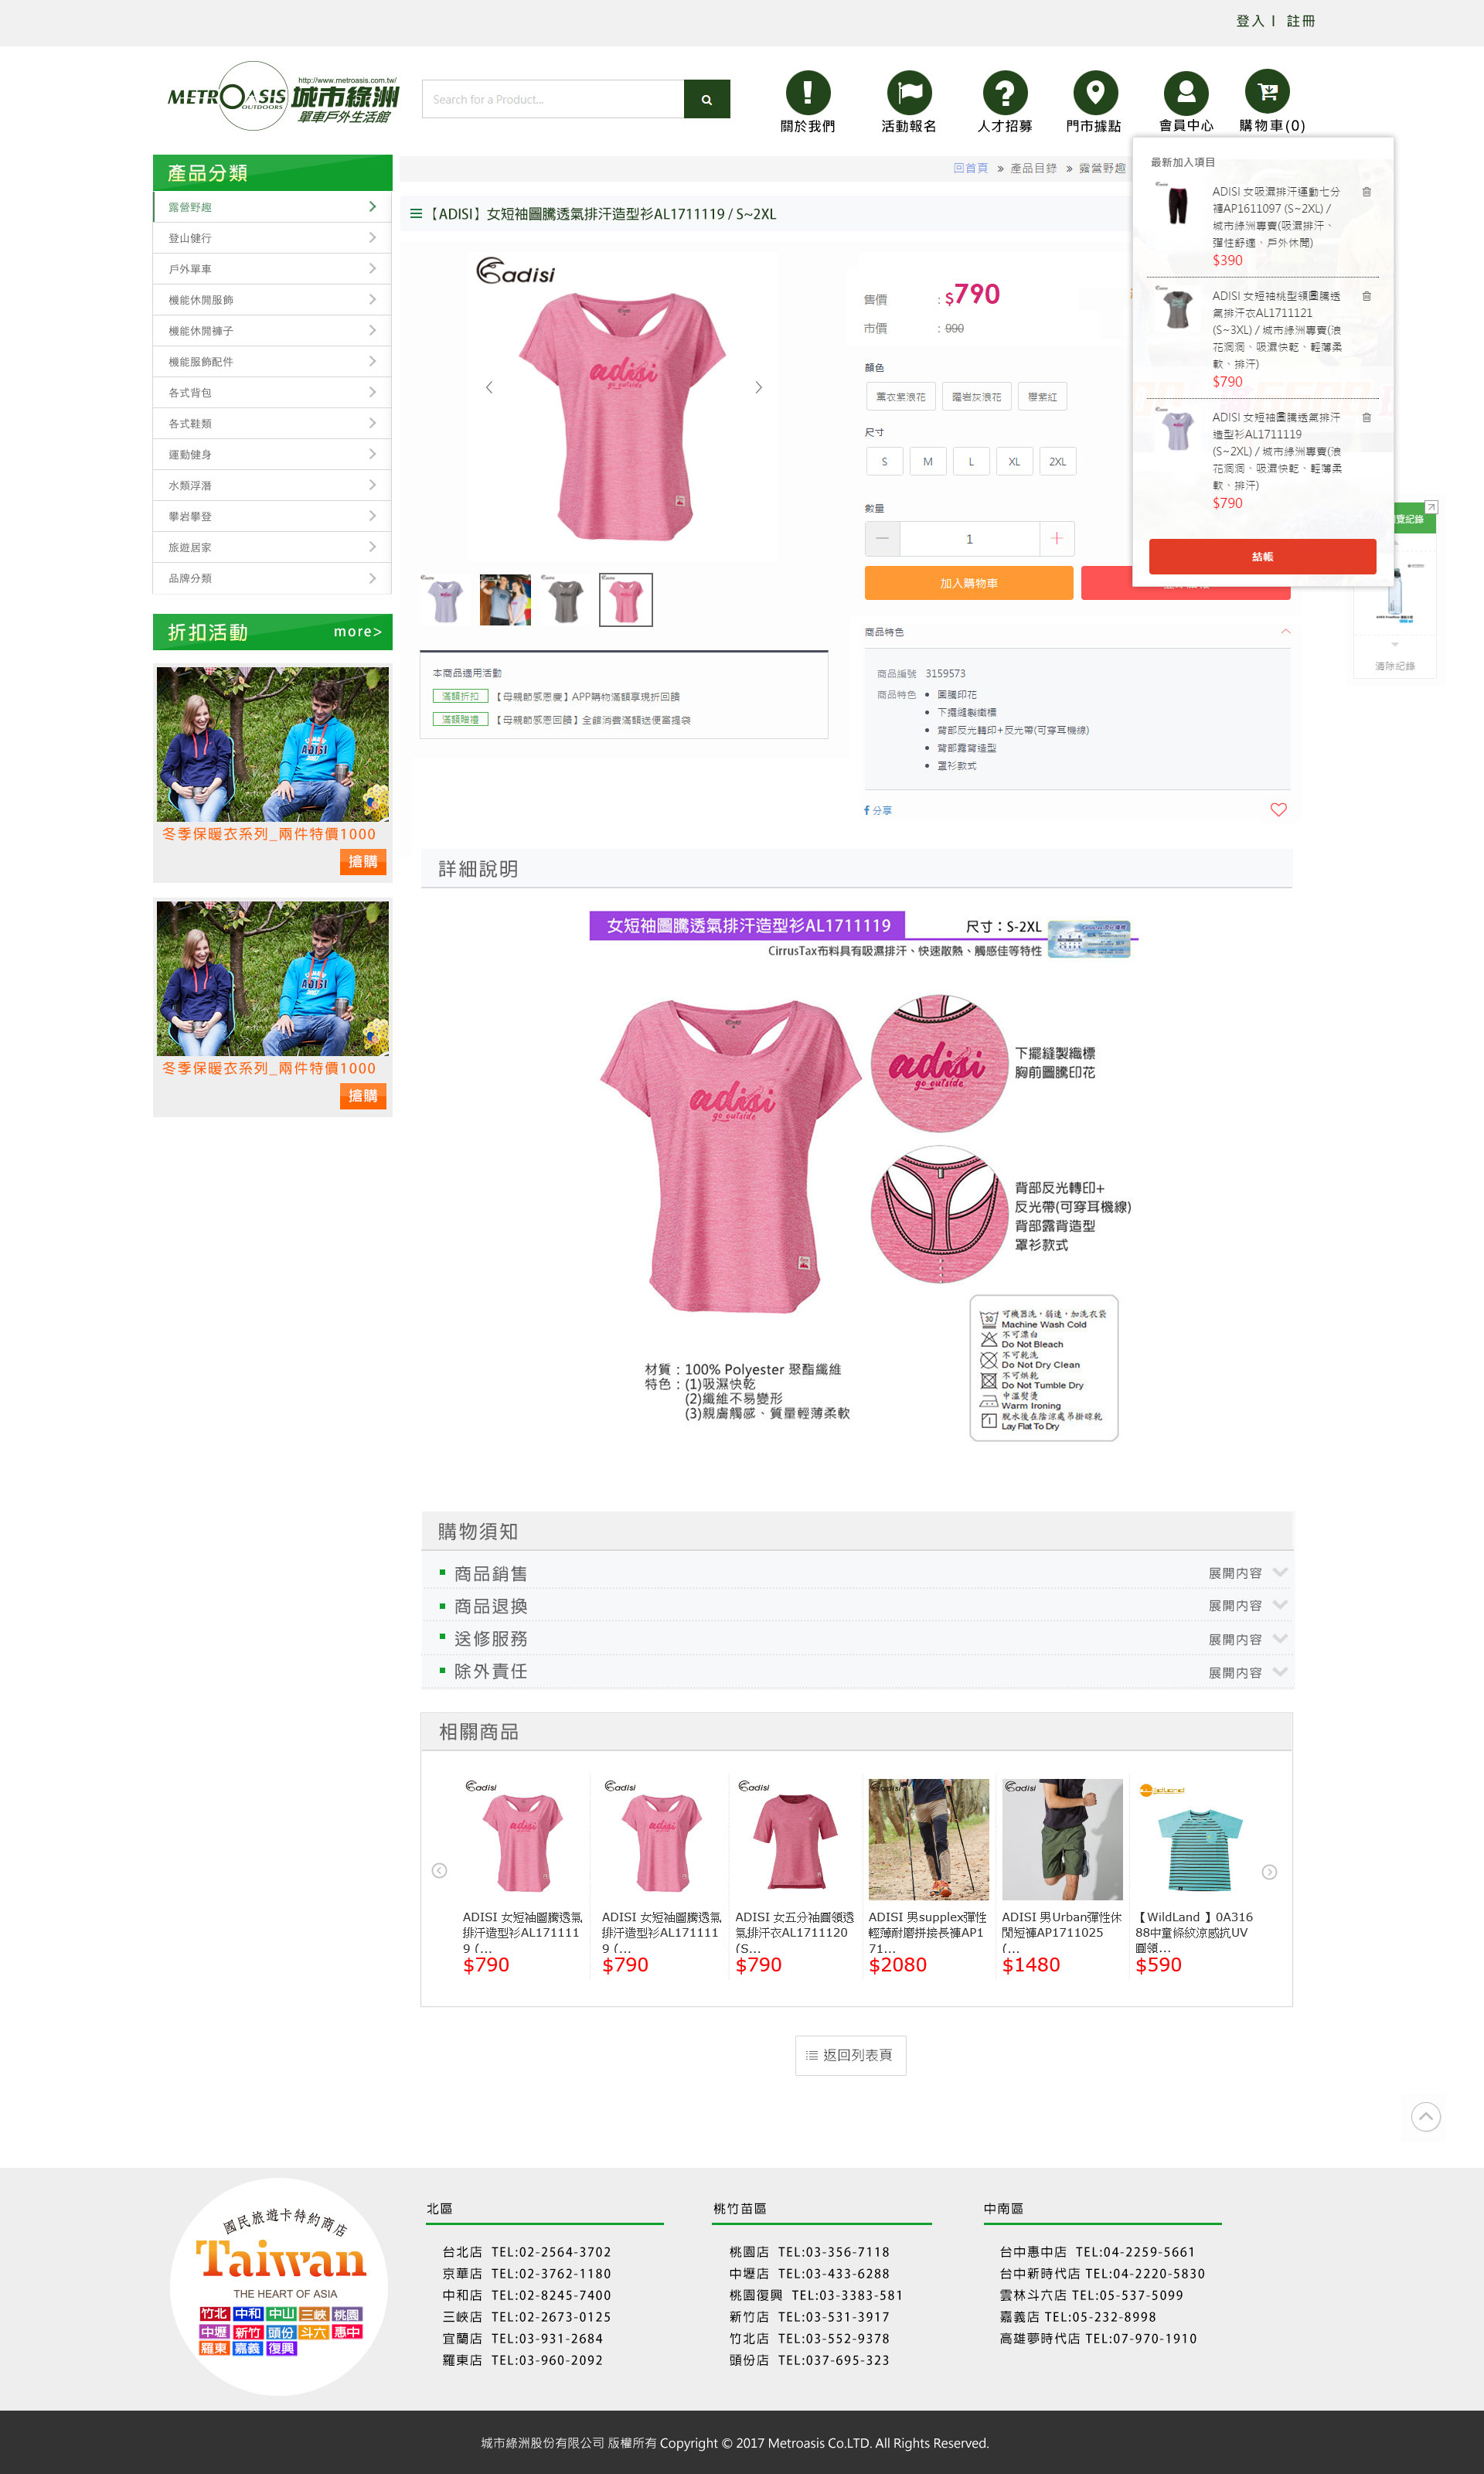 登入 | 註冊
http://www.metroasis.com.tw/
METROASIS 城市綠洲
OUTDOORS 單車戶外生活館
Search for a Product...
關於我們
活動報名
人才招募
門市據點
會員中心
購物車(0)
產品分類
露營野趣
登山健行
戶外單車
機能休閒服飾
機能休閒褲子
機能服飾配件
各式背包
各式鞋類
運動健身
水類浮潛
攀岩攀登
旅遊居家
品牌分類
折扣活動 more>
冬季保暖衣系列_兩件特價1000
搶購
冬季保暖衣系列_兩件特價1000
搶購
回首頁 » 產品目錄 » 露營野趣
【ADISI】女短袖圖騰透氣排汗造型衫AL1711119 / S~2XL
adisi
adisi
go outside
售價 : $790
市價 : 990
顏色
薰衣紫浪花 曜岩灰浪花 櫻紫紅
尺寸
S M L XL 2XL
數量
1
加入購物車
最新加入項目
ADISI 女吸濕排汗運動七分
褲AP1611097 (S~2XL) /
城市綠洲專賣(吸濕排汗、
彈性舒適、戶外休閒)
$390
ADISI 女短袖桃型領圖騰透
氣排汗衣AL1711121
(S~3XL) / 城市綠洲專賣(浪
花洞洞、吸濕快乾、輕薄柔
軟、排汗)
$790
ADISI 女短袖圖騰透氣排汗
造型衫AL1711119
(S~2XL) / 城市綠洲專賣(浪
花洞洞、吸濕快乾、輕薄柔
軟、排汗)
$790
結帳
覽紀錄
清除紀錄
本商品適用活動
滿額折扣 【母親節感恩慶】APP購物滿額享現折回饋
滿額贈禮 【母親節感恩回饋】全館消費滿額送便當提袋
商品特色
商品編號 3159573
商品特色 • 圖騰印花
• 下擺縫製織標
• 背部反光轉印+反光帶(可穿耳機線)
• 背部露背造型
• 罩衫款式
分享
詳細說明
女短袖圖騰透氣排汗造型衫AL1711119 尺寸：S-2XL
CirrusTax布料具有吸濕排汗、快速散熱、觸感佳等特性
adisi
go outside
adisi
go outside
下擺縫製織標
胸前圖騰印花
背部反光轉印+
反光帶(可穿耳機線)
背部露背造型
罩衫款式
可機器洗，弱速，加洗衣袋
Machine Wash Cold
不可漂白
Do Not Bleach
不可乾洗
Do Not Dry Clean
不可烘乾
Do Not Tumble Dry
中溫熨燙
Warm Ironing
脫水後在陰涼處吊掛晾乾
Lay Flat To Dry
材質：100% Polyester 聚酯纖維
特色：(1)吸濕快乾
(2)纖維不易變形
(3)親膚觸感、質量輕薄柔軟
購物須知
商品銷售 展開內容
商品退換 展開內容
送修服務 展開內容
除外責任 展開內容
相關商品
ADISI 女短袖圖騰透氣
排汗造型衫AL171111
9 (...
$790
ADISI 女短袖圖騰透氣
排汗造型衫AL171111
9 (...
$790
ADISI 女五分袖圓領透
氣排汗衣AL1711120
(S...
$790
ADISI 男supplex彈性
輕薄耐磨拼接長褲AP1
71...
$2080
ADISI 男Urban彈性休
閒短褲AP1711025
(...
$1480
【WildLand 】0A316
88中童條紋涼感抗UV
圓領...
$590
返回列表頁
國民旅遊卡特約商店
Taiwan
THE HEART OF ASIA
竹北 中和 中山 三峽 桃園
中壢 新竹 頭份 斗六 惠中
羅東 嘉義 復興
北區
台北店 TEL:02-2564-3702
京華店 TEL:02-3762-1180
中和店 TEL:02-8245-7400
三峽店 TEL:02-2673-0125
宜蘭店 TEL:03-931-2684
羅東店 TEL:03-960-2092
桃竹苗區
桃園店 TEL:03-356-7118
中壢店 TEL:03-433-6288
桃園復興 TEL:03-3383-581
新竹店 TEL:03-531-3917
竹北店 TEL:03-552-9378
頭份店 TEL:037-695-323
中南區
台中惠中店 TEL:04-2259-5661
台中新時代店 TEL:04-2220-5830
雲林斗六店 TEL:05-537-5099
嘉義店 TEL:05-232-8998
高雄夢時代店 TEL:07-970-1910
城市綠洲股份有限公司 版權所有 Copyright © 2017 Metroasis Co.LTD. All Rights Reserved.